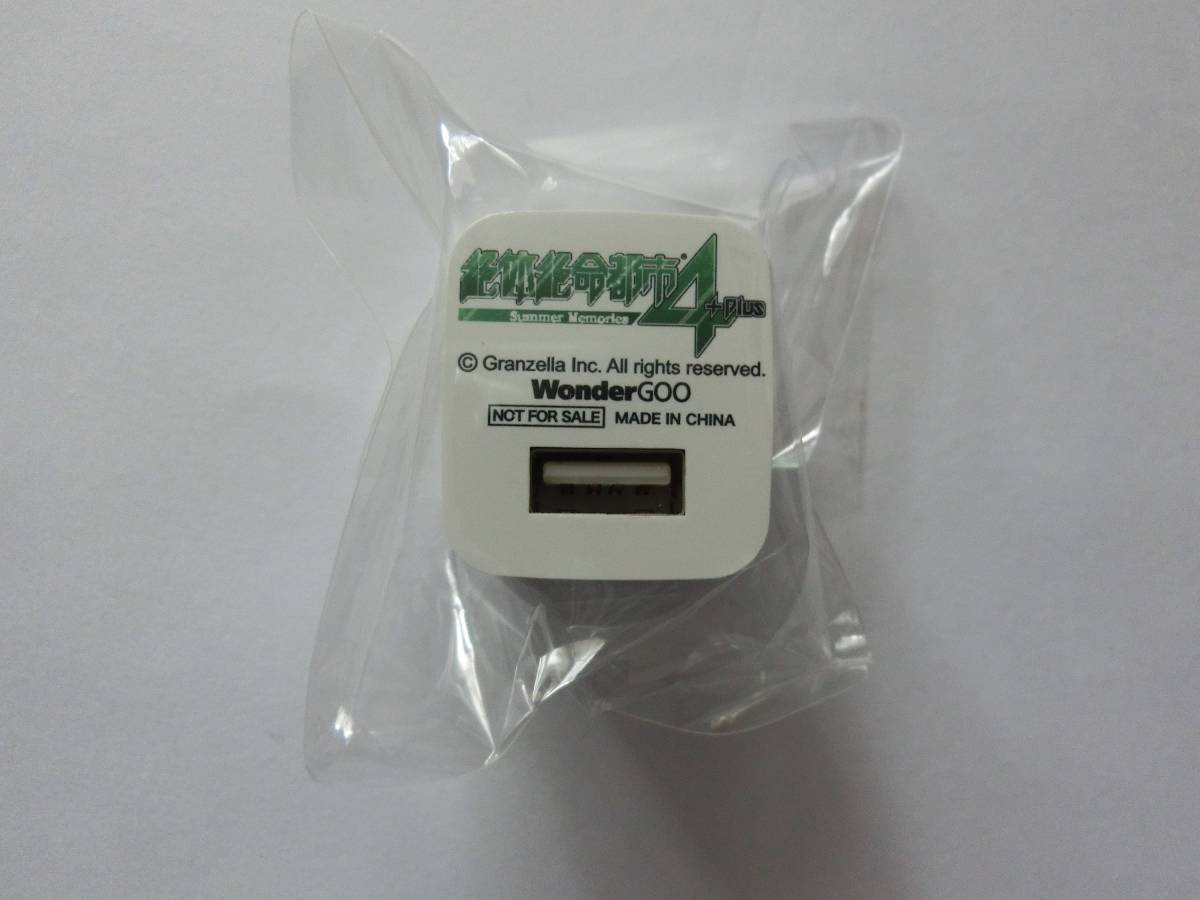 絶体絶命都市®4
+Plus
Summer Memories
© Granzella Inc. All rights reserved.
WonderGOO
NOT FOR SALE MADE IN CHINA